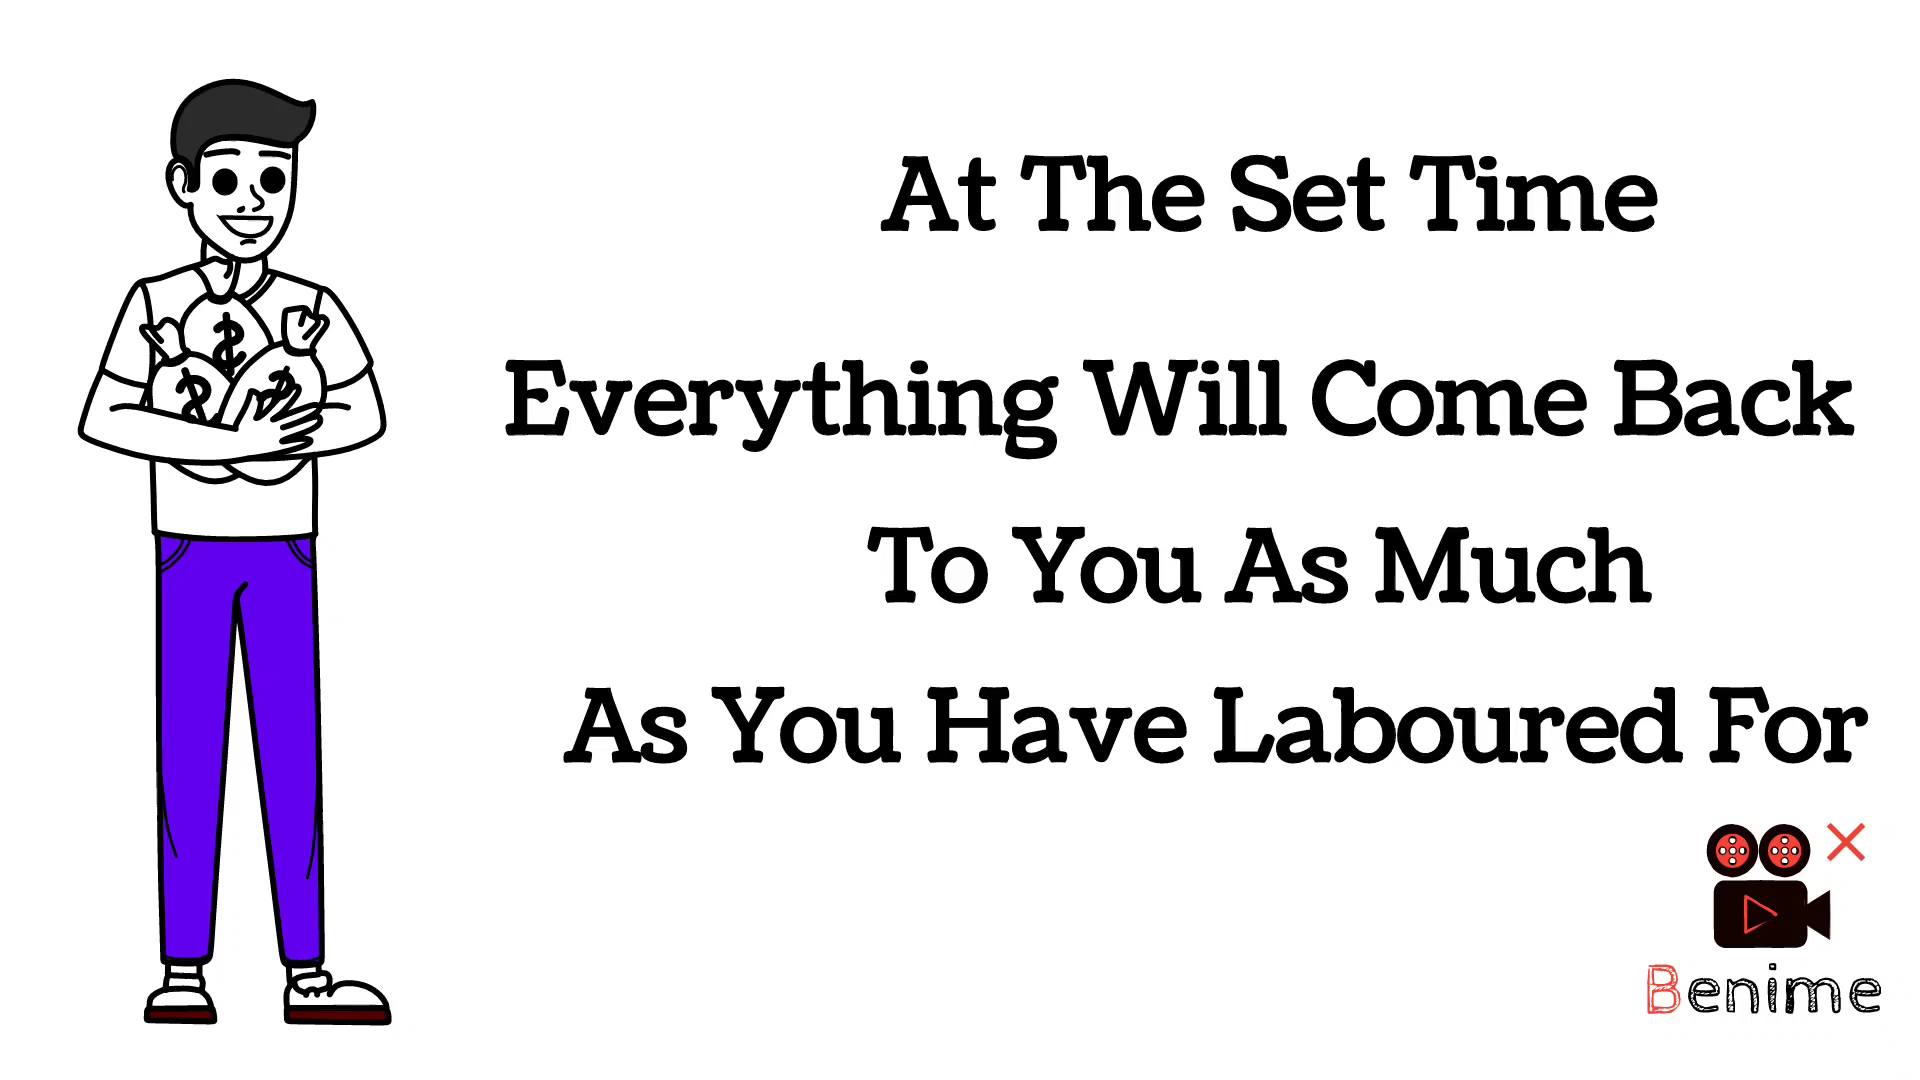 At The Set Time
Everything Will Come Back
To You As Much
As You Have Laboured For
$
$
$
Benime